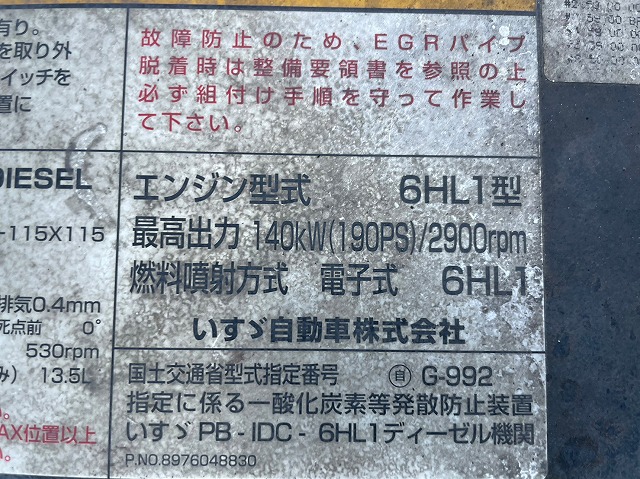 有り。
を取り外
イッチを
置に
故障防止のため、EGRパイプ
脱着時は整備要領書を参照の上
必ず組付け手順を守って作業し
て下さい。
DIESEL
-115X115
排気0.4mm
死点前 0°
530rpm
み) 13.5L
AX位置以上
い。
エンジン型式 6HL1型
最高出力 140kW(190PS)/2900rpm
燃料噴射方式 電子式 6HL1
いすゞ自動車株式会社
国土交通省型式指定番号 ㊐ G-992
指定に係る一酸化炭素等発散防止装置
いすゞPB-IDC-6HL1ディーゼル機関
P.NO.8976048830